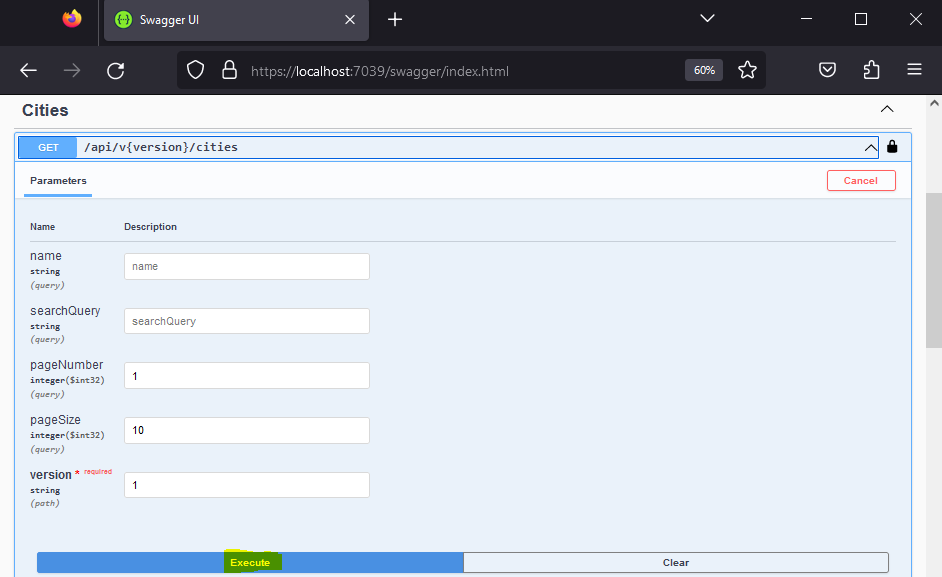 Swagger UI
https://localhost:7039/swagger/index.html
60%
Cities
GET /api/v{version}/cities
Parameters
Cancel
Name Description
name
string
(query)
name
searchQuery
string
(query)
searchQuery
pageNumber
integer($int32)
(query)
1
pageSize
integer($int32)
(query)
10
version * required
string
(path)
1
Execute Clear